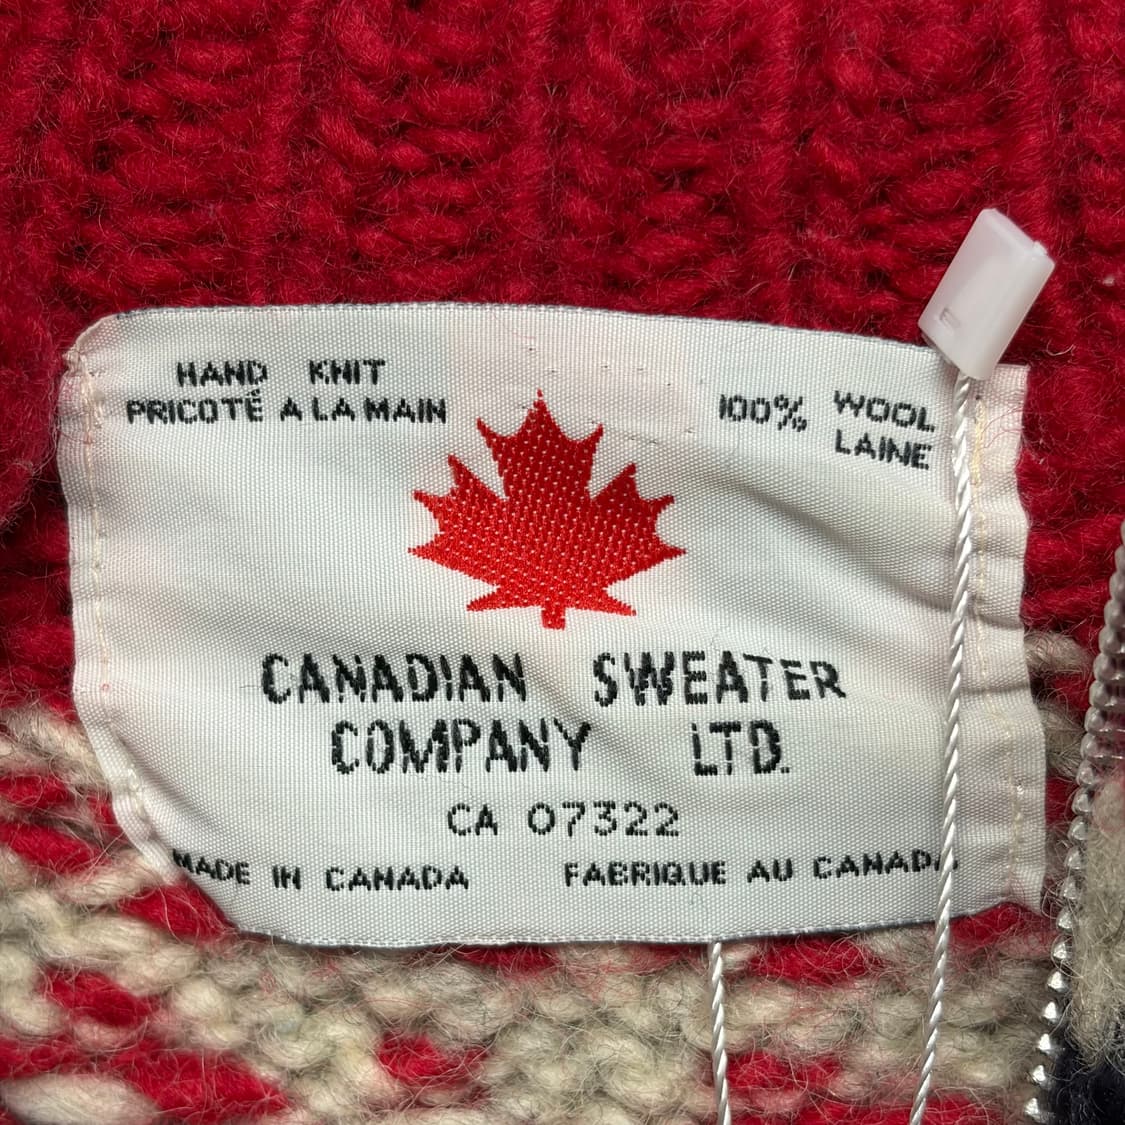 HAND KNIT
PRICOTÉ A LA MAIN
100% WOOL
LAINE
CANADIAN SWEATER
COMPANY LTD.
CA 07322
MADE IN CANADA FABRIQUE AU CANADA